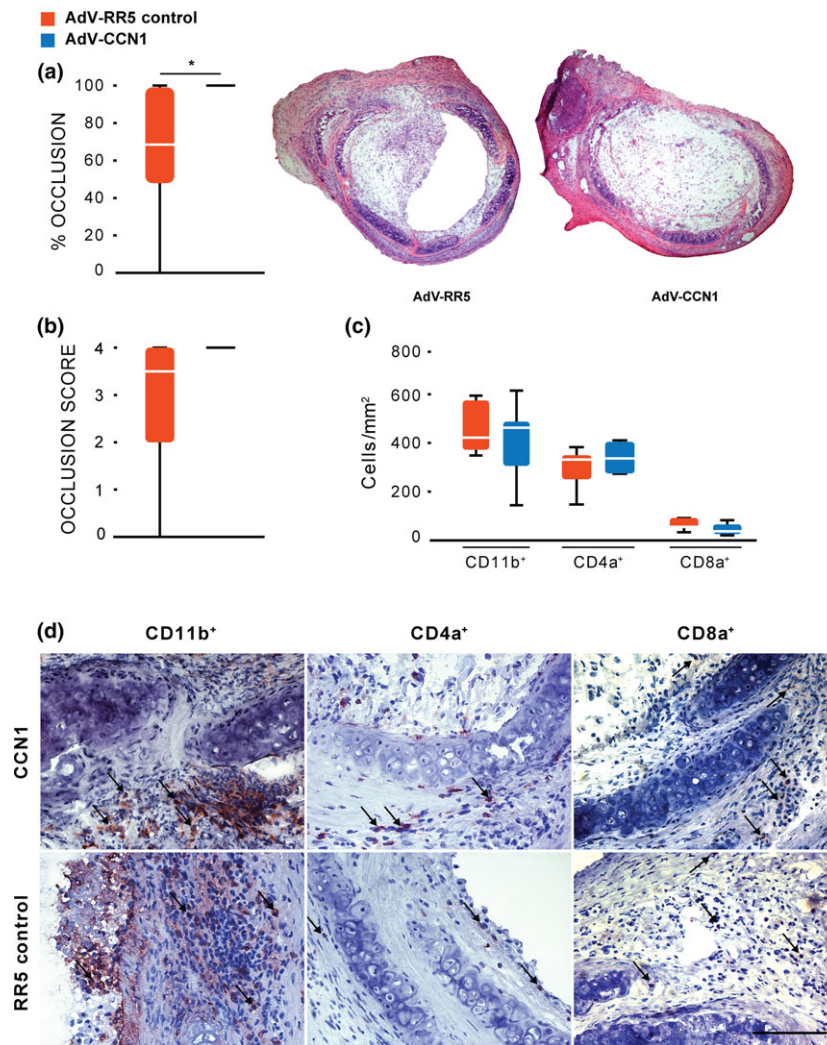 AdV-RR5 control
AdV-CCN1
(a)
*
% OCCLUSION
100
80
60
40
20
0
AdV-RR5
AdV-CCN1
(b)
OCCLUSION SCORE
4
3
2
1
0
(c)
Cells/mm²
800
600
400
200
0
CD11b⁺
CD4a⁺
CD8a⁺
(d)
CD11b⁺
CD4a⁺
CD8a⁺
CCN1
RR5 control